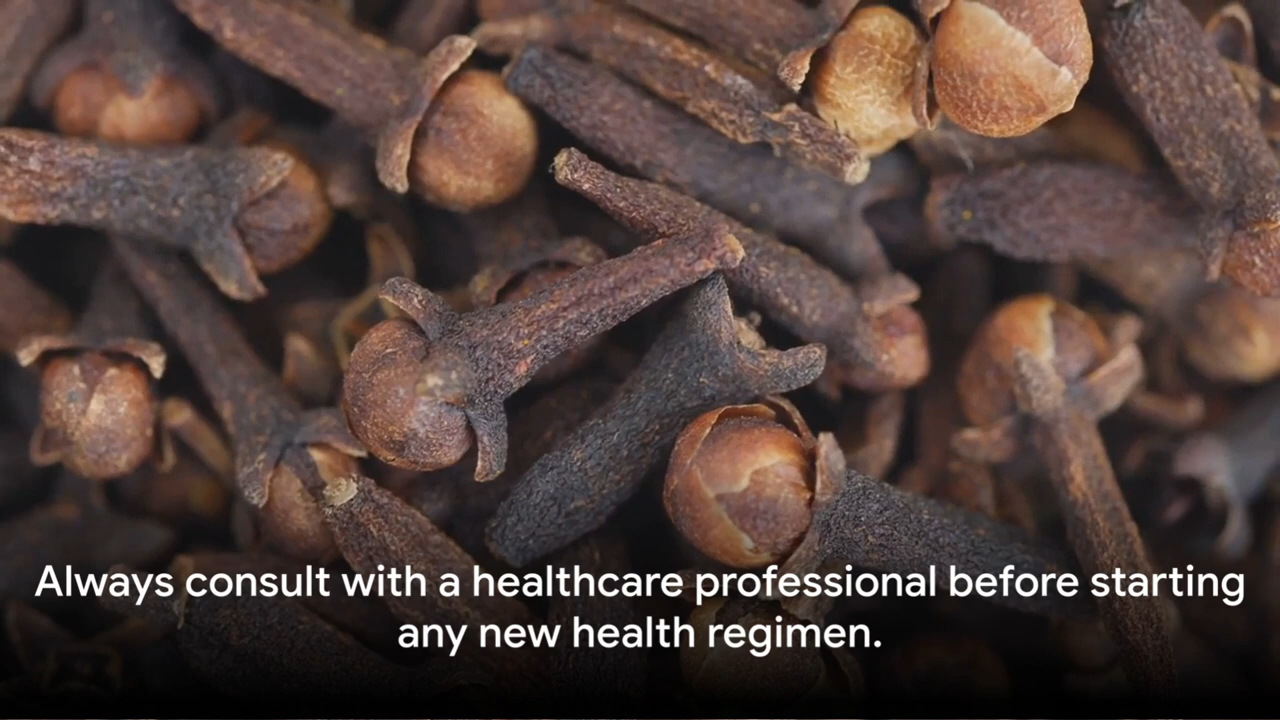 Always consult with a healthcare professional before starting
any new health regimen.